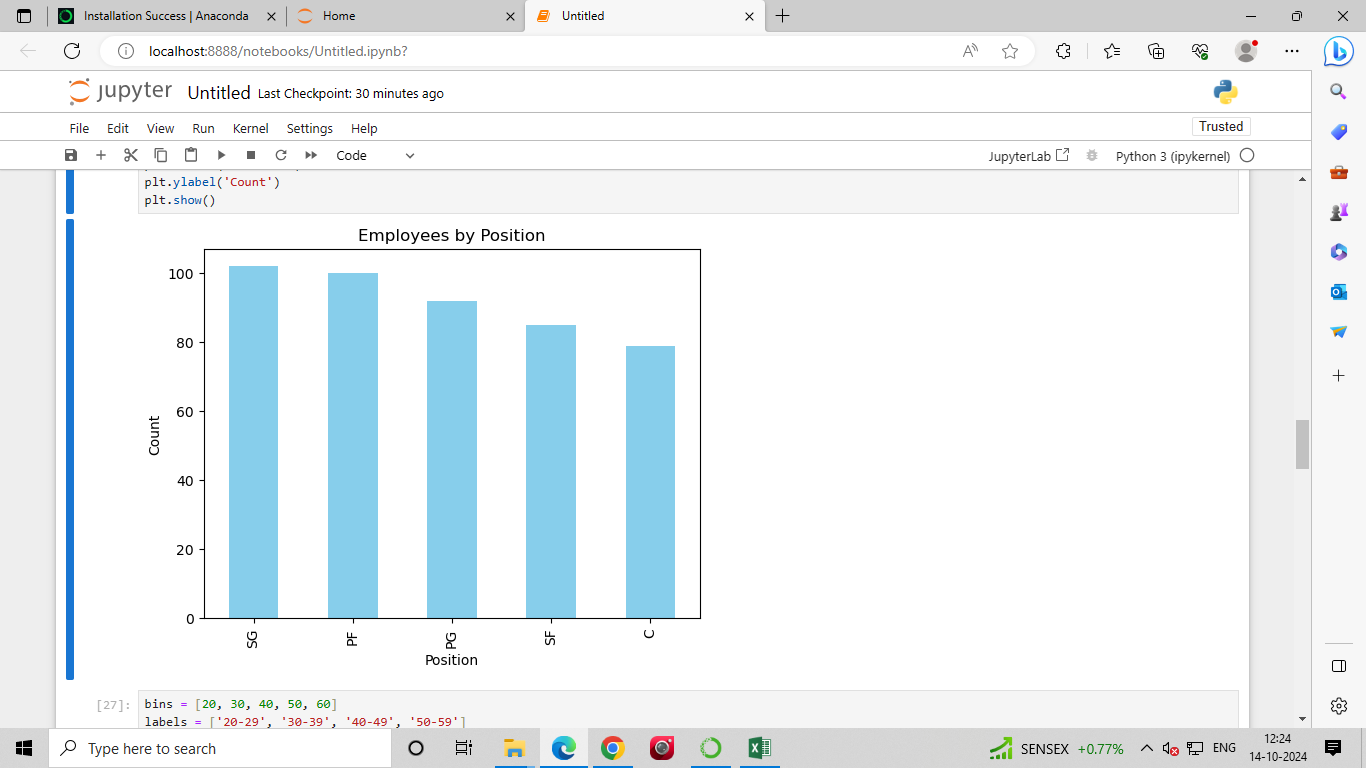 Installation Success | Anaconda
Home
Untitled
localhost:8888/notebooks/Untitled.ipynb?
jupyter Untitled Last Checkpoint: 30 minutes ago
File Edit View Run Kernel Settings Help
Trusted
Code
JupyterLab
Python 3 (ipykernel)
plt.ylabel('Count')
plt.show()
Employees by Position
100
80
60
40
20
0
Count
SG PF PG SF C
Position
[27]:
bins = [20, 30, 40, 50, 60]
labels = ['20-29', '30-39', '40-49', '50-59']
Type here to search
SENSEX +0.77%
ENG
12:24
14-10-2024